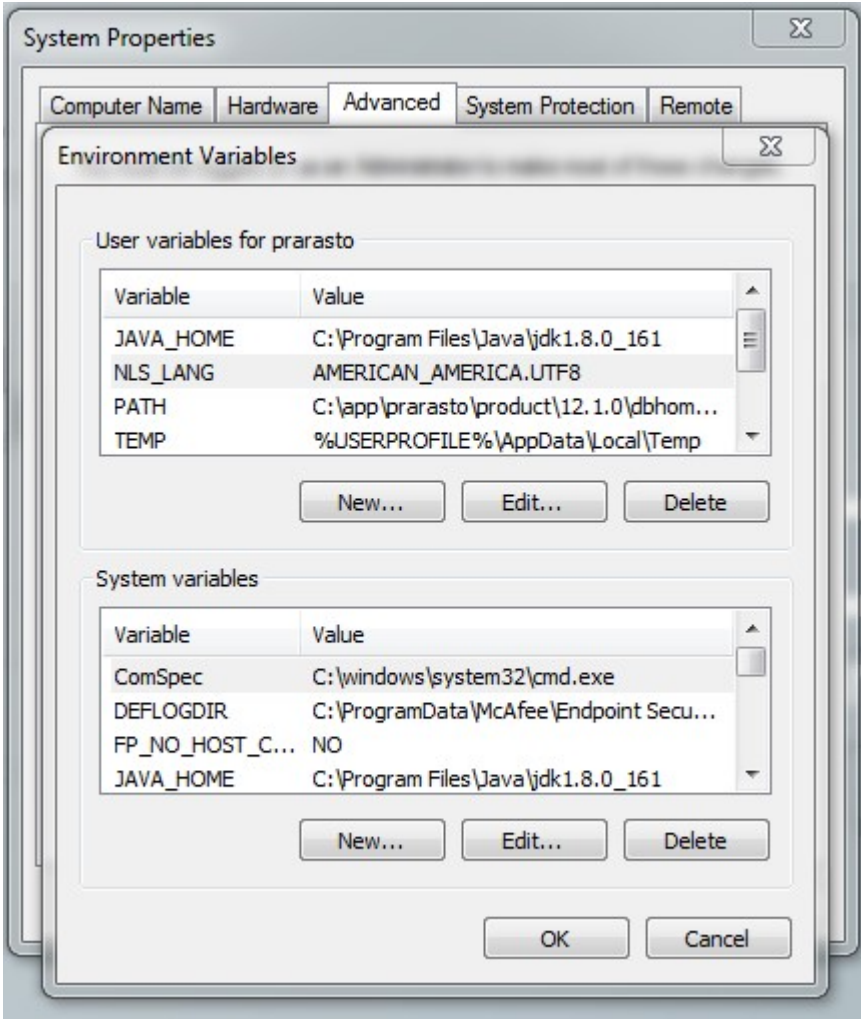 System Properties
Computer Name Hardware Advanced System Protection Remote
Environment Variables
User variables for prarasto
Variable Value
JAVA_HOME C:\Program Files\Java\jdk1.8.0_161
NLS_LANG AMERICAN_AMERICA.UTF8
PATH C:\app\prarasto\product\12.1.0\dbhom...
TEMP %USERPROFILE%\AppData\Local\Temp
New... Edit... Delete
System variables
Variable Value
ComSpec C:\windows\system32\cmd.exe
DEFLOGDIR C:\ProgramData\McAfee\Endpoint Secu...
FP_NO_HOST_C... NO
JAVA_HOME C:\Program Files\Java\jdk1.8.0_161
New... Edit... Delete
OK Cancel